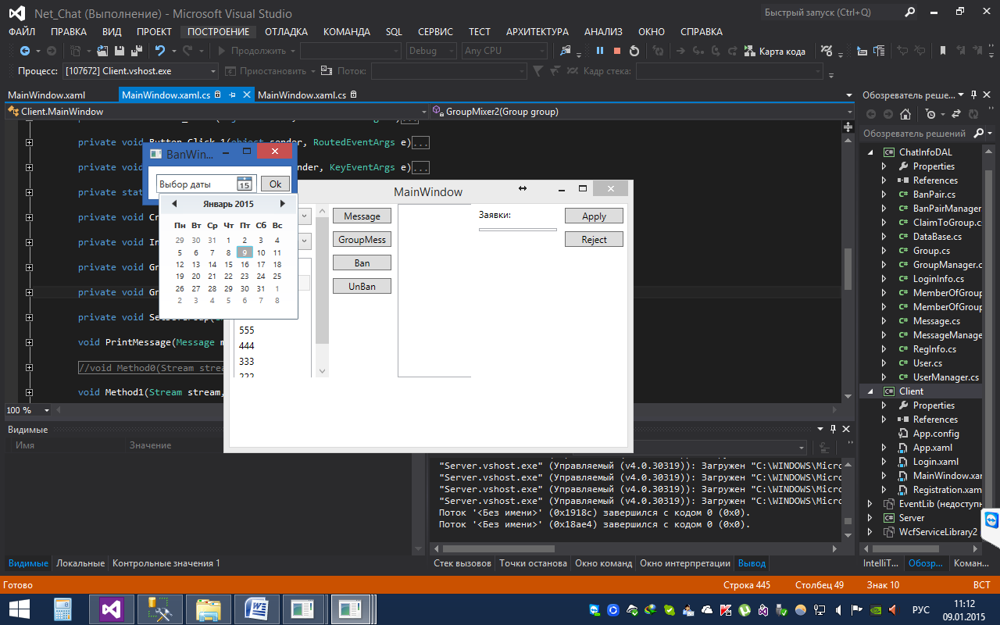 Net_Chat (Выполнение) - Microsoft Visual Studio
Быстрый запуск (Ctrl+Q)
ФАЙЛ ПРАВКА ВИД ПРОЕКТ ПОСТРОЕНИЕ ОТЛАДКА КОМАНДА SQL СЕРВИС ТЕСТ АРХИТЕКТУРА АНАЛИЗ ОКНО СПРАВКА
Продолжить Debug Any CPU Карта кода
Процесс: [107672] Client.vshost.exe Приостановить Поток: Кадр стека:
MainWindow.xaml MainWindow.xaml.cs MainWindow.xaml.cs
Client.MainWindow GroupMixer2(Group group)
private void Button_Click_1(object sender, RoutedEventArgs e)...
private void nder, KeyEventArgs e)...
private stat
private void Cr
private void In
private void Gr
private void Gr
private void Se
void PrintMessage(Message m
//void Method0(Stream strea
void Method1(Stream stream,
100 %
BanWin...
Выбор даты 15 Ok
Январь 2015
Пн Вт Ср Чт Пт Сб Вс
29 30 31 1 2 3 4
5 6 7 8 9 10 11
12 13 14 15 16 17 18
19 20 21 22 23 24 25
26 27 28 29 30 31 1
2 3 4 5 6 7 8
MainWindow
Message
GroupMess
Ban
UnBan
Заявки:
Apply
Reject
555
444
333
222
Обозреватель реше...
Обозреватель решений
ChatInfoDAL
Properties
References
BanPair.cs
BanPairManager
ClaimToGroup.c
DataBase.cs
Group.cs
GroupManager.c
LoginInfo.cs
MemberOfGroup
MemberOfGroup
Message.cs
MessageManage
RegInfo.cs
User.cs
UserManager.cs
Client
Properties
References
App.config
App.xaml
Login.xaml
MainWindow.xar
Registration.xam
EventLib (недоступн
Server
WcfServiceLibrary2
IntelliT... Обозр... Коман...
Видимые
Имя Значение
Видимые Локальные Контрольные значения 1
"Server.vshost.exe" (Управляемый (v4.0.30319)): Загружен "C:\WINDOWS\Micro
"Server.vshost.exe" (Управляемый (v4.0.30319)): Загружен "C:\WINDOWS\Micro
"Server.vshost.exe" (Управляемый (v4.0.30319)): Загружен "C:\WINDOWS\Micro
"Server.vshost.exe" (Управляемый (v4.0.30319)): Загружен "C:\WINDOWS\Micro
Поток '<Без имени>' (0x1918c) завершился с кодом 0 (0x0).
Поток '<Без имени>' (0x18ae4) завершился с кодом 0 (0x0).
Стек вызовов Точки останова Окно команд Окно интерпретации Вывод
Готово Строка 445 Столбец 49 Знак 10 ВСТ
РУС
11:12
09.01.2015